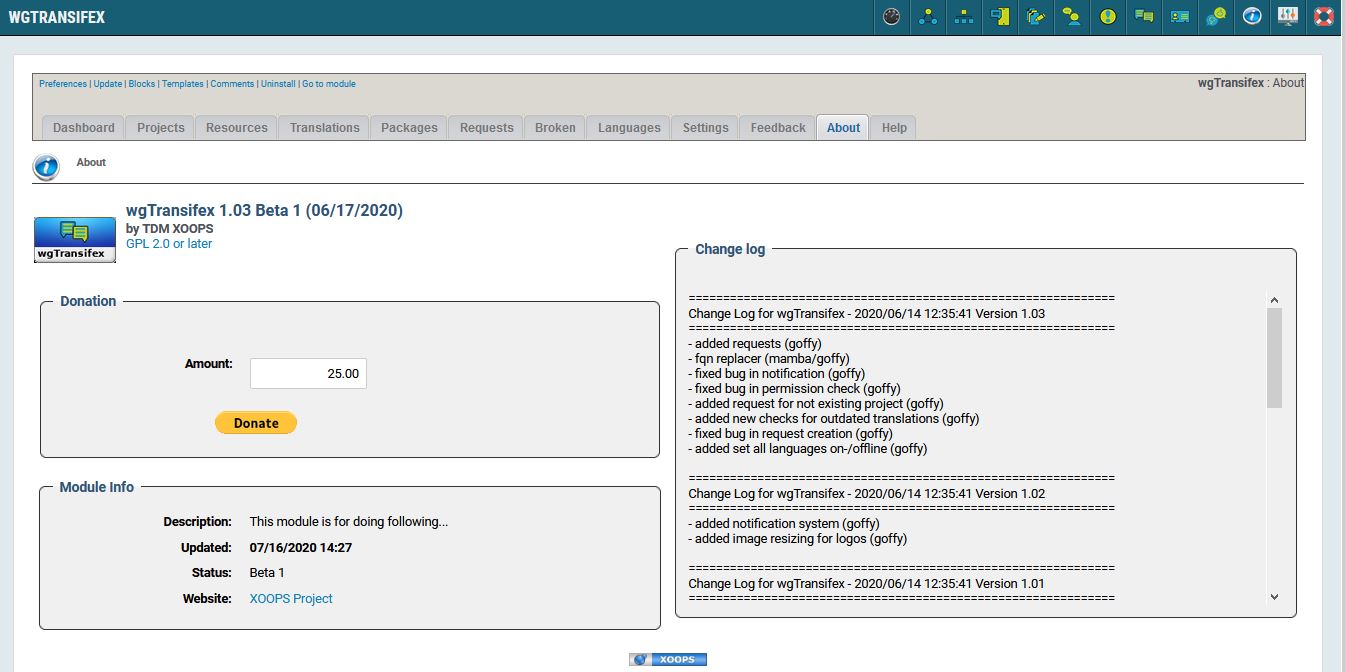 WGTRANSIFEX
Preferences | Update | Blocks | Templates | Comments | Uninstall | Go to module
wgTransifex : About
Dashboard Projects Resources Translations Packages Requests Broken Languages Settings Feedback About Help
About
wgTransifex 1.03 Beta 1 (06/17/2020)
by TDM XOOPS
GPL 2.0 or later
wgTransifex
Donation
Amount: 25.00
Donate
Module Info
Description: This module is for doing following...
Updated: 07/16/2020 14:27
Status: Beta 1
Website: XOOPS Project
Change log
==============================================================
Change Log for wgTransifex - 2020/06/14 12:35:41 Version 1.03
==============================================================
- added requests (goffy)
- fqn replacer (mamba/goffy)
- fixed bug in notification (goffy)
- fixed bug in permission check (goffy)
- added request for not existing project (goffy)
- added new checks for outdated translations (goffy)
- fixed bug in request creation (goffy)
- added set all languages on-/offline (goffy)
==============================================================
Change Log for wgTransifex - 2020/06/14 12:35:41 Version 1.02
==============================================================
- added notification system (goffy)
- added image resizing for logos (goffy)
==============================================================
Change Log for wgTransifex - 2020/06/14 12:35:41 Version 1.01
==============================================================
XOOPS